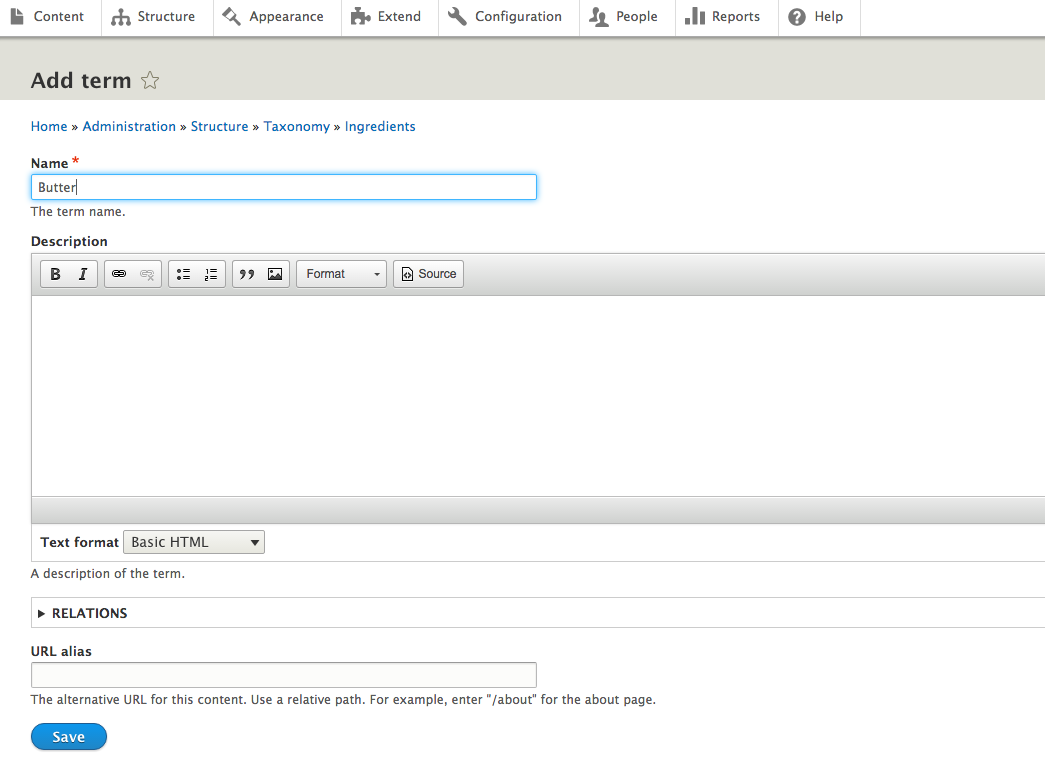 Content Structure Appearance Extend Configuration People Reports Help
Add term
Home » Administration » Structure » Taxonomy » Ingredients
Name *
Butter
The term name.
Description
B I Format Source
Text format Basic HTML
A description of the term.
RELATIONS
URL alias
The alternative URL for this content. Use a relative path. For example, enter "/about" for the about page.
Save